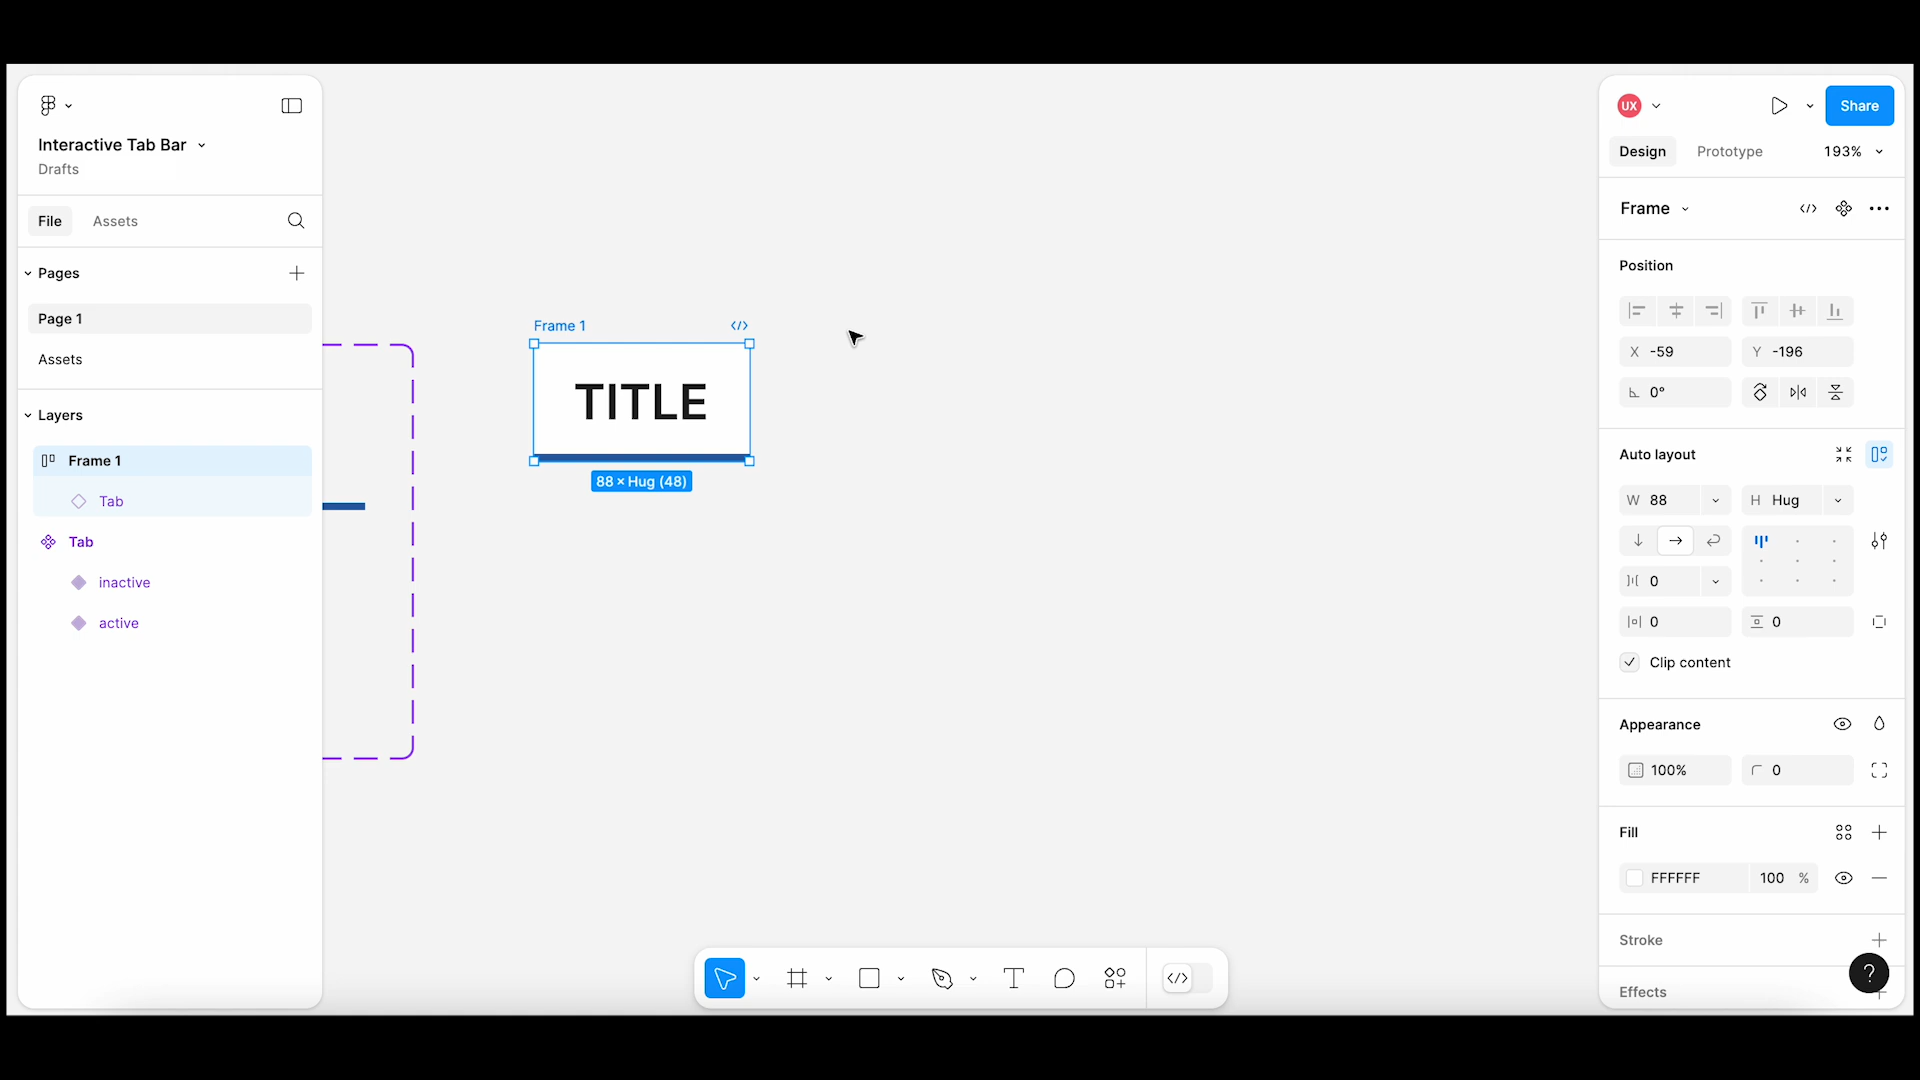 Interactive Tab Bar
Drafts
File
Assets
Pages
Page 1
Assets
Layers
Frame 1
Tab
Tab
inactive
active
Frame 1
TITLE
88 × Hug (48)
UX
Share
Design
Prototype
193%
Frame
Position
X -59
Y -196
0°
Auto layout
W 88
H Hug
0
0
0
Clip content
Appearance
100%
0
Fill
FFFFFF
100 %
Stroke
Effects
?